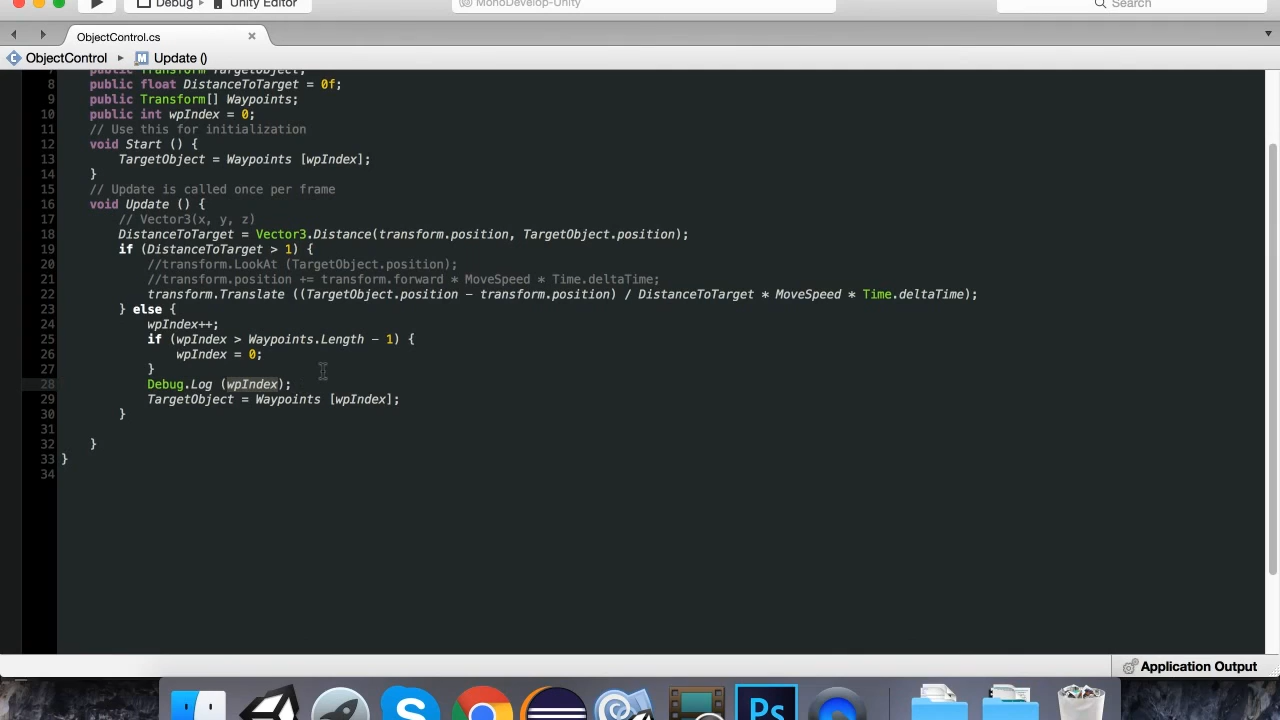 Debug
Unity Editor
MonoDevelop-Unity
Search
ObjectControl.cs
ObjectControl
M
Update ()
public Transform TargetObject;
8 public float DistanceToTarget = 0f;
9 public Transform[] Waypoints;
10 public int wpIndex = 0;
11 // Use this for initialization
12 void Start () {
13 TargetObject = Waypoints [wpIndex];
14 }
15 // Update is called once per frame
16 void Update () {
17 // Vector3(x, y, z)
18 DistanceToTarget = Vector3.Distance(transform.position, TargetObject.position);
19 if (DistanceToTarget > 1) {
20 //transform.LookAt (TargetObject.position);
21 //transform.position += transform.forward * MoveSpeed * Time.deltaTime;
22 transform.Translate ((TargetObject.position - transform.position) / DistanceToTarget * MoveSpeed * Time.deltaTime);
23 } else {
24 wpIndex++;
25 if (wpIndex > Waypoints.Length - 1) {
26 wpIndex = 0;
27 }
28 Debug.Log (wpIndex);
29 TargetObject = Waypoints [wpIndex];
30 }
31
32 }
33 }
34
Application Output
S
Ps